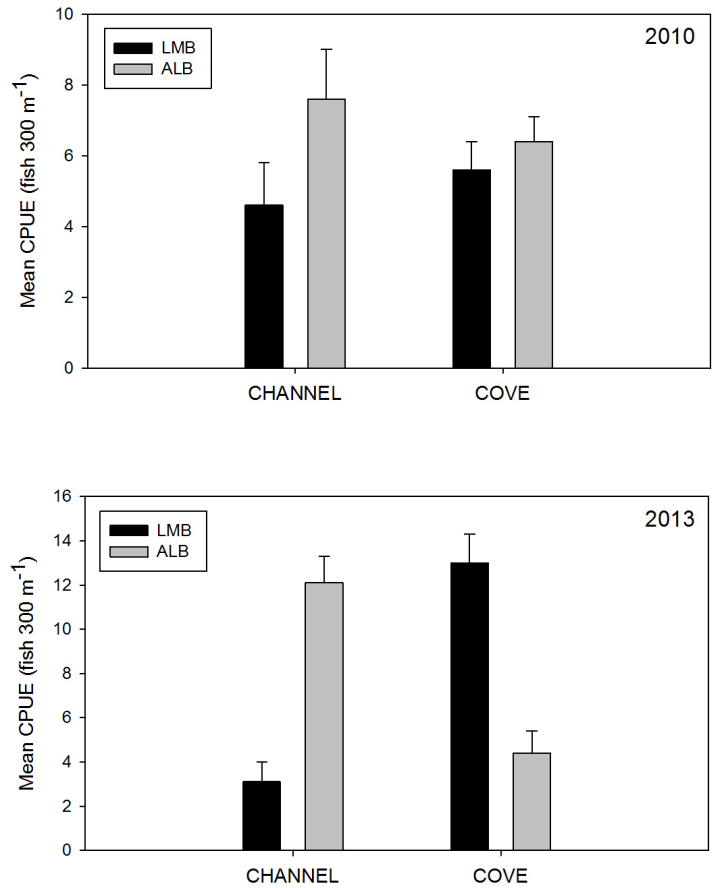 10
8
6
4
2
0
Mean CPUE (fish 300 m⁻¹)
LMB
ALB
2010
CHANNEL
COVE
16
14
12
10
8
6
4
2
0
Mean CPUE (fish 300 m⁻¹)
LMB
ALB
2013
CHANNEL
COVE